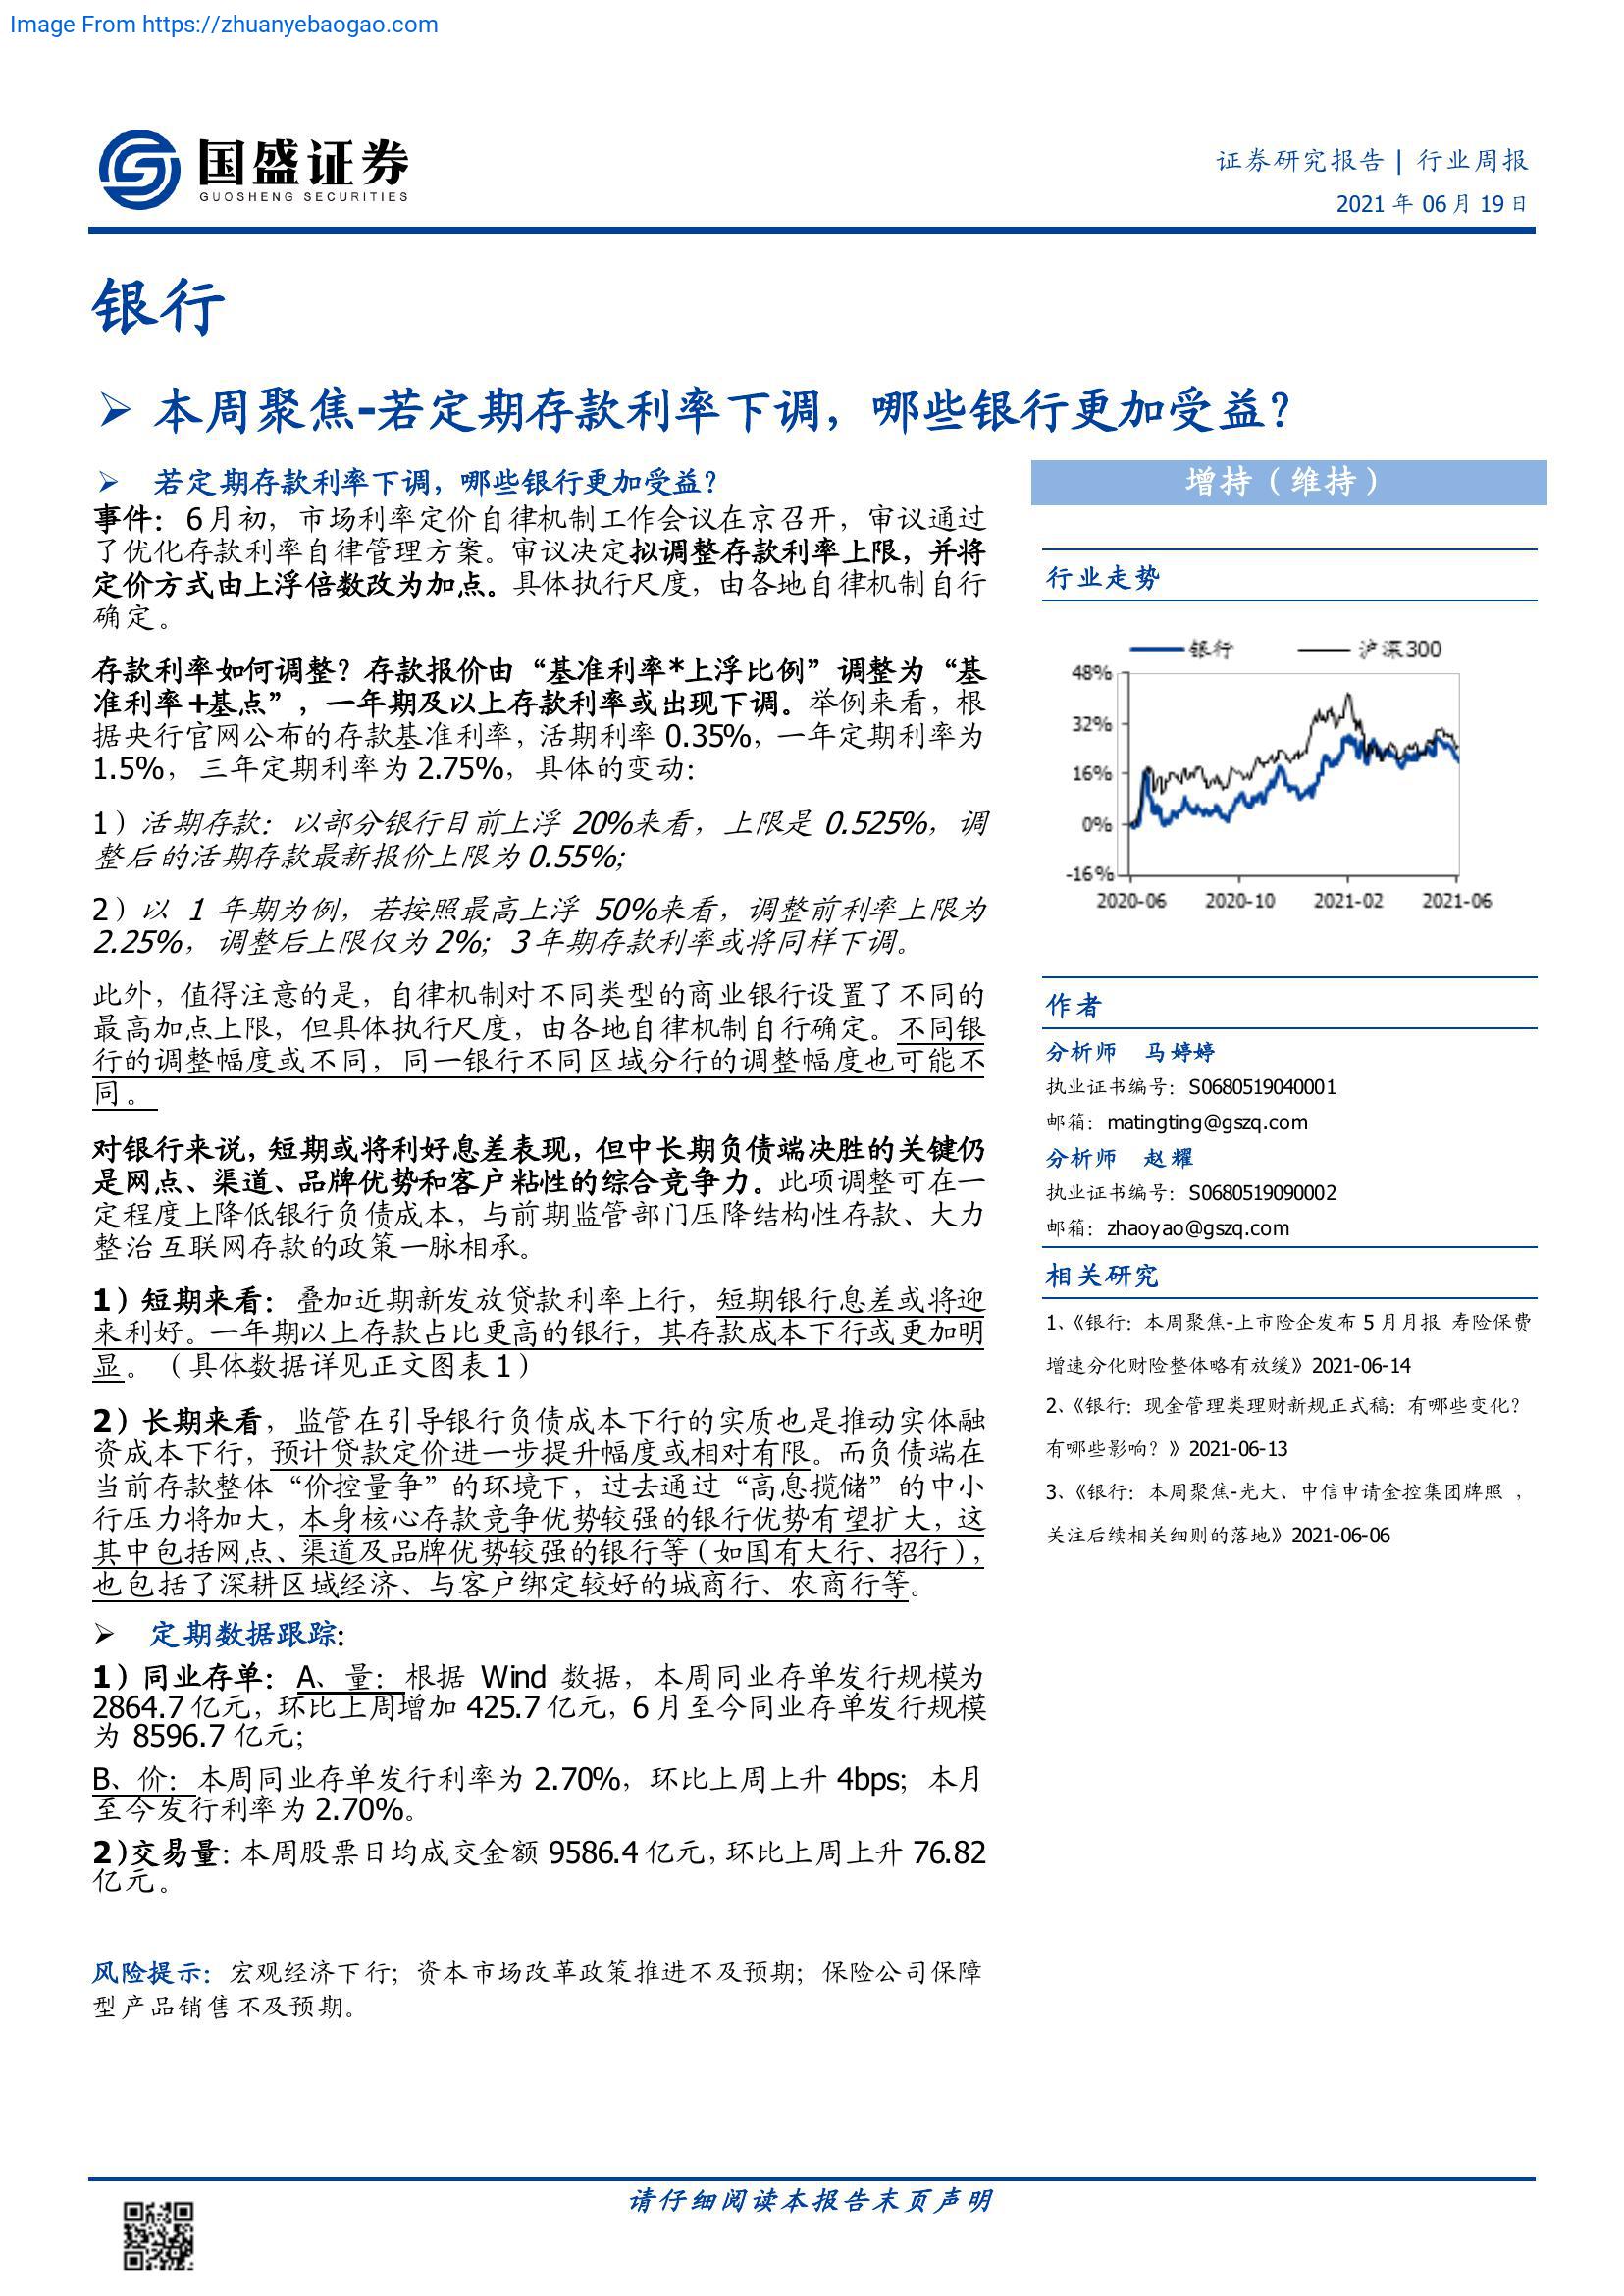 Image From https://zhuanyebaogao.com
国盛证券
GUOSHENG SECURITIES
证券研究报告 | 行业周报
2021 年 06 月 19 日
银行
本周聚焦-若定期存款利率下调，哪些银行更加受益？
若定期存款利率下调，哪些银行更加受益？
事件：6 月初，市场利率定价自律机制工作会议在京召开，审议通过
了优化存款利率自律管理方案。审议决定拟调整存款利率上限，并将
定价方式由上浮倍数改为加点。具体执行尺度，由各地自律机制自行
确定。
存款利率如何调整？存款报价由“基准利率*上浮比例”调整为“基
准利率+基点”，一年期及以上存款利率或出现下调。举例来看，根
据央行官网公布的存款基准利率，活期利率 0.35%，一年定期利率为
1.5%，三年定期利率为 2.75%，具体的变动：
1）活期存款：以部分银行目前上浮 20%来看，上限是 0.525%，调
整后的活期存款最新报价上限为 0.55%；
2）以 1 年期为例，若按照最高上浮 50%来看，调整前利率上限为
2.25%，调整后上限仅为 2%；3 年期存款利率或将同样下调。
此外，值得注意的是，自律机制对不同类型的商业银行设置了不同的
最高加点上限，但具体执行尺度，由各地自律机制自行确定。不同银
行的调整幅度或不同，同一银行不同区域分行的调整幅度也可能不
同。
对银行来说，短期或将利好息差表现，但中长期负债端决胜的关键仍
是网点、渠道、品牌优势和客户粘性的综合竞争力。此项调整可在一
定程度上降低银行负债成本，与前期监管部门压降结构性存款、大力
整治互联网存款的政策一脉相承。
1）短期来看：叠加近期新发放贷款利率上行，短期银行息差或将迎
来利好。一年期以上存款占比更高的银行，其存款成本下行或更加明
显。（具体数据详见正文图表 1）
2）长期来看，监管在引导银行负债成本下行的实质也是推动实体融
资成本下行，预计贷款定价进一步提升幅度或相对有限。而负债端在
当前存款整体“价控量争”的环境下，过去通过“高息揽储”的中小
行压力将加大，本身核心存款竞争优势较强的银行优势有望扩大，这
其中包括网点、渠道及品牌优势较强的银行等（如国有大行、招行），
也包括了深耕区域经济、与客户绑定较好的城商行、农商行等。
定期数据跟踪：
1）同业存单：A、量：根据 Wind 数据，本周同业存单发行规模为
2864.7 亿元，环比上周增加 425.7 亿元，6 月至今同业存单发行规模
为 8596.7 亿元；
B、价：本周同业存单发行利率为 2.70%，环比上周上升 4bps；本月
至今发行利率为 2.70%。
2)交易量：本周股票日均成交金额 9586.4 亿元，环比上周上升 76.82
亿元。
风险提示：宏观经济下行；资本市场改革政策推进不及预期；保险公司保障
型产品销售不及预期。
增持（维持）
行业走势
银行 沪深300
48%
32%
16%
0%
-16%
2020-06 2020-10 2021-02 2021-06
作者
分析师 马婷婷
执业证书编号：S0680519040001
邮箱：matingting@gszq.com
分析师 赵耀
执业证书编号：S0680519090002
邮箱：zhaoyao@gszq.com
相关研究
1、《银行：本周聚焦-上市险企发布 5 月月报 寿险保费
增速分化财险整体略有放缓》2021-06-14
2、《银行：现金管理类理财新规正式稿：有哪些变化？
有哪些影响？》2021-06-13
3、《银行：本周聚焦-光大、中信申请金控集团牌照，
关注后续相关细则的落地》2021-06-06
请仔细阅读本报告末页声明